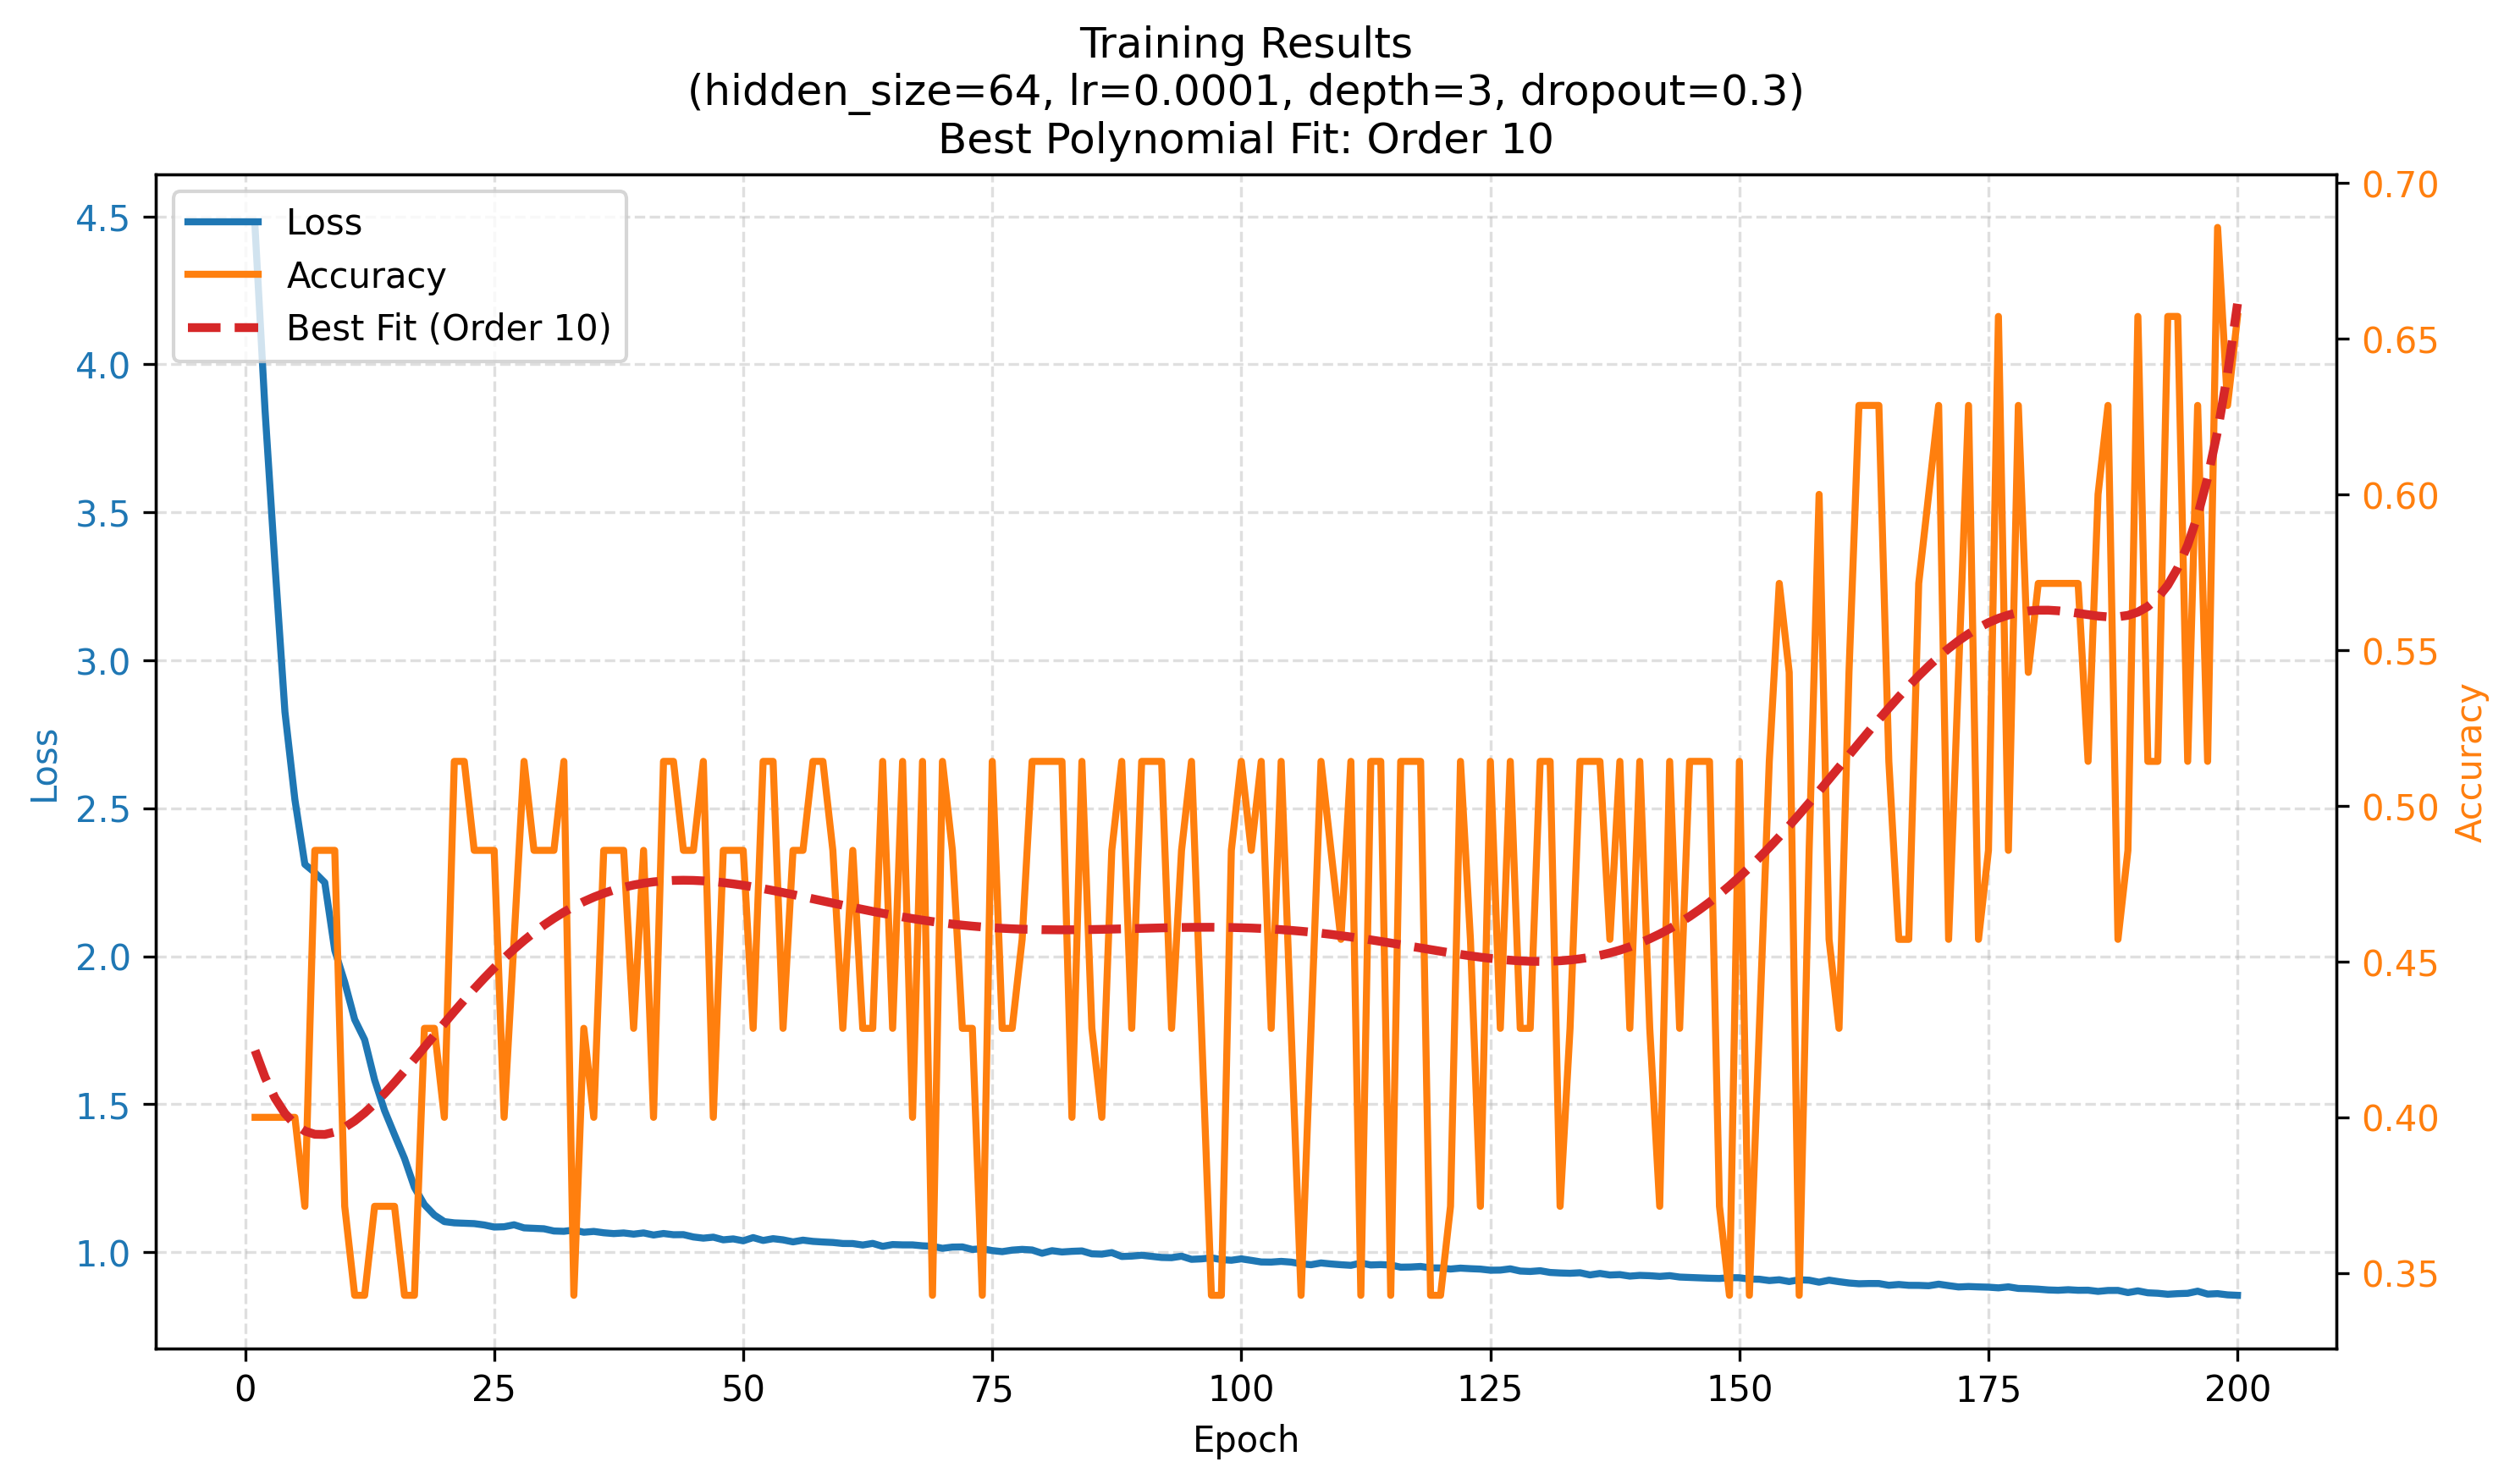 Training Results
(hidden_size=64, lr=0.0001, depth=3, dropout=0.3)
Best Polynomial Fit: Order 10
Loss
Accuracy
Best Fit (Order 10)
4.5
4.0
3.5
3.0
2.5
2.0
1.5
1.0
Loss
0.70
0.65
0.60
0.55
0.50
0.45
0.40
0.35
Accuracy
0 25 50 75 100 125 150 175 200
Epoch